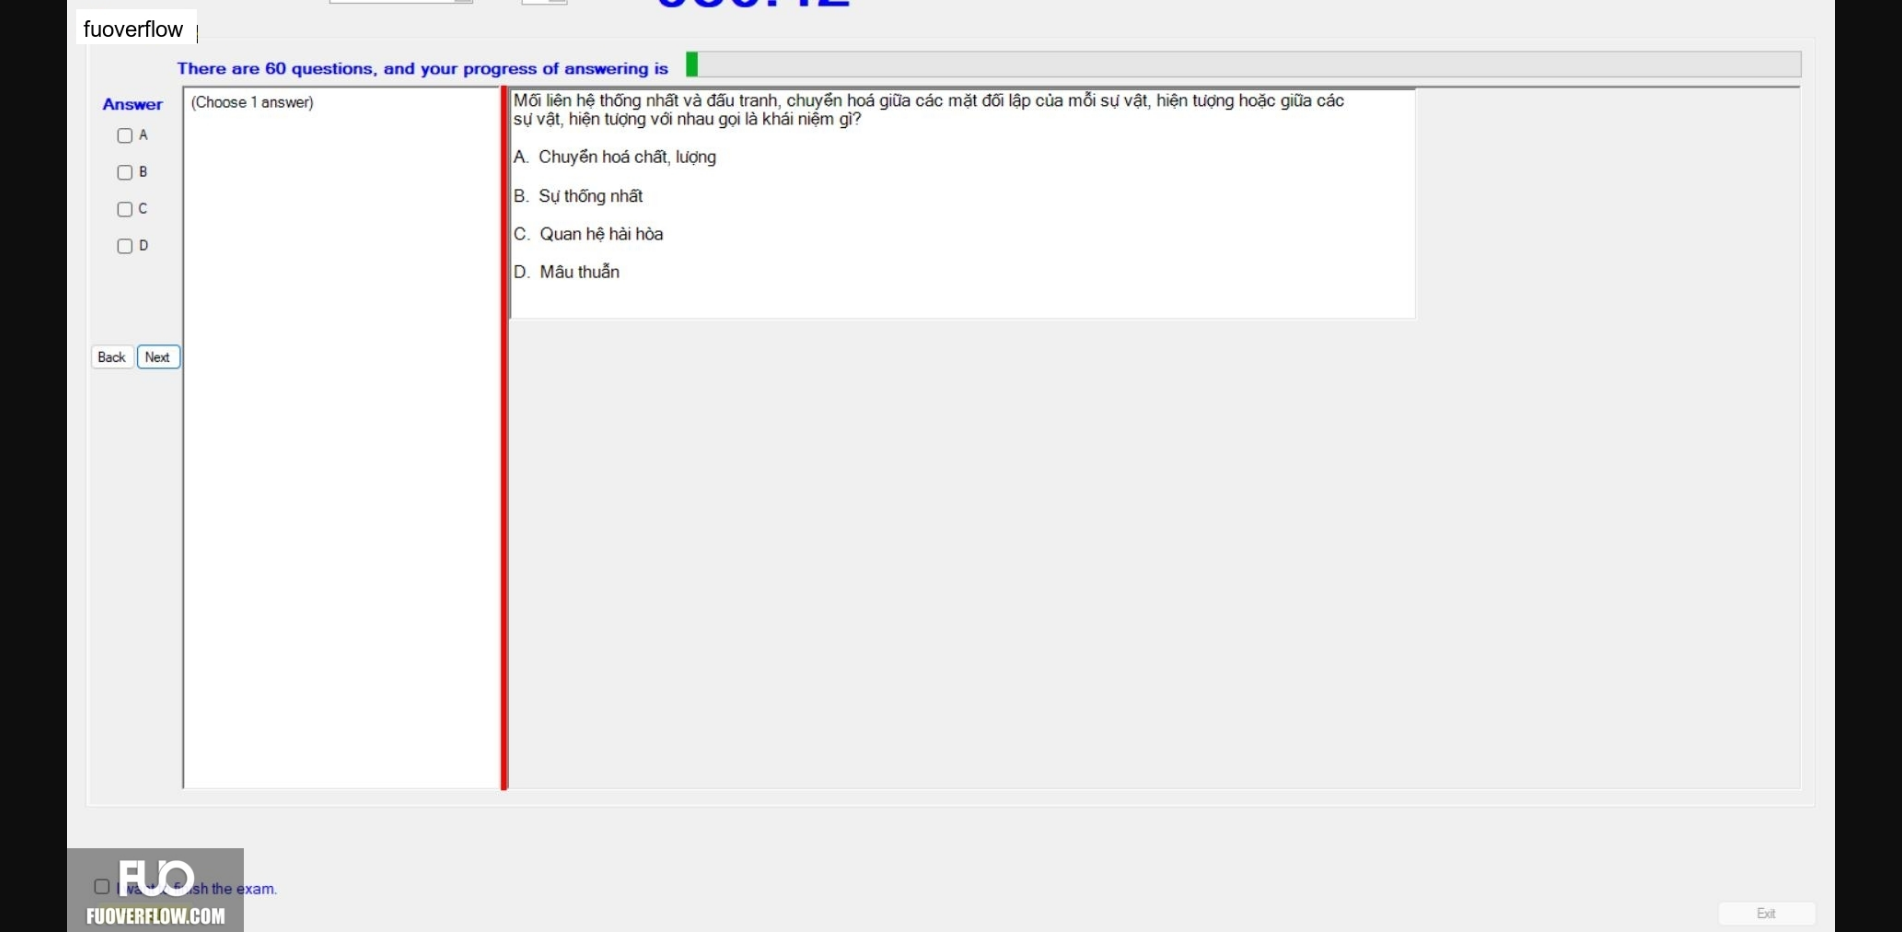 fuoverflow
There are 60 questions, and your progress of answering is
Answer
(Choose 1 answer)
A
B
C
D
Back
Next
Mối liên hệ thống nhất và đấu tranh, chuyển hoá giữa các mặt đối lập của mỗi sự vật, hiện tượng hoặc giữa các
sự vật, hiện tượng với nhau gọi là khái niệm gì?
A. Chuyển hoá chất, lượng
B. Sự thống nhất
C. Quan hệ hài hòa
D. Mâu thuẫn
FUO
I want to finish the exam.
FUOVERFLOW.COM
Exit